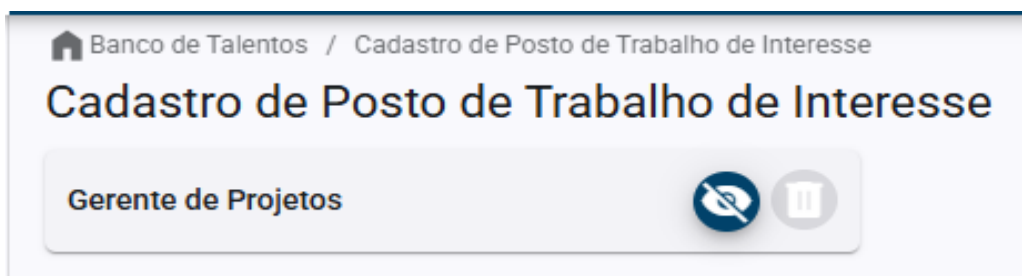 Banco de Talentos / Cadastro de Posto de Trabalho de Interesse
Cadastro de Posto de Trabalho de Interesse
Gerente de Projetos